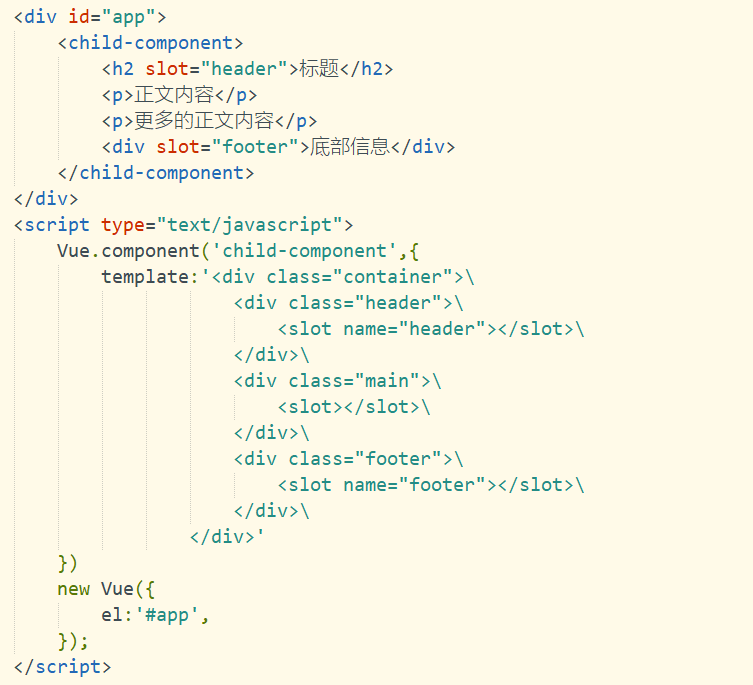 <div id="app">
    <child-component>
        <h2 slot="header">标题</h2>
        <p>正文内容</p>
        <p>更多的正文内容</p>
        <div slot="footer">底部信息</div>
    </child-component>
</div>
<script type="text/javascript">
    Vue.component('child-component',{
        template:'<div class="container">\
                    <div class="header">\
                        <slot name="header"></slot>\
                    </div>\
                    <div class="main">\
                        <slot></slot>\
                    </div>\
                    <div class="footer">\
                        <slot name="footer"></slot>\
                    </div>\
                </div>'
    })
    new Vue({
        el:'#app',
    });
</script>